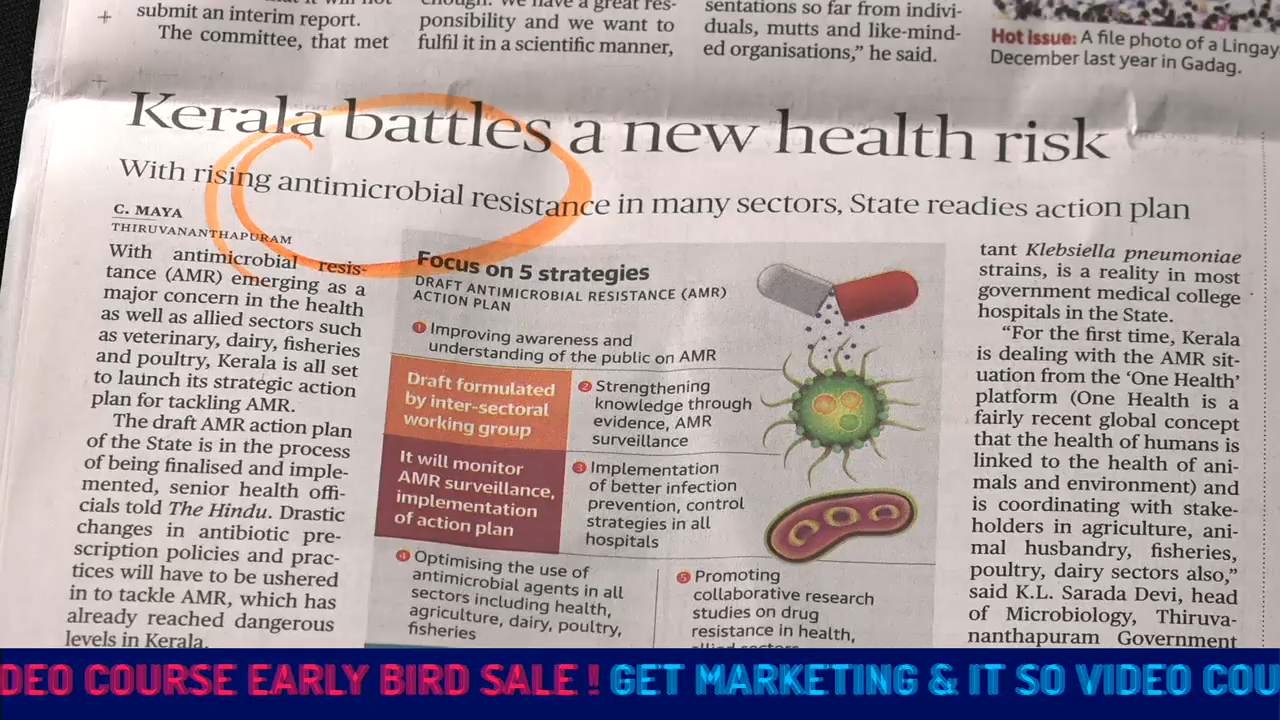 submit an interim report.
The committee, that met
ponsibility and we want to
fulfil it in a scientific manner,
sentations so far from indivi-
duals, mutts and like-mind-
ed organisations,” he said.
Hot issue: A file photo of a Lingay
December last year in Gadag.
Kerala battles a new health risk
With rising antimicrobial resistance in many sectors, State readies action plan
C. MAYA
THIRUVANANTHAPURAM
With antimicrobial resis-
tance (AMR) emerging as a
major concern in the health
as well as allied sectors such
as veterinary, dairy, fisheries
and poultry, Kerala is all set
to launch its strategic action
plan for tackling AMR.
The draft AMR action plan
of the State is in the process
of being finalised and imple-
mented, senior health offi-
cials told The Hindu. Drastic
changes in antibiotic pre-
scription policies and prac-
tices will have to be ushered
in to tackle AMR, which has
already reached dangerous
levels in Kerala.
Focus on 5 strategies
DRAFT ANTIMICROBIAL RESISTANCE (AMR)
ACTION PLAN
1 Improving awareness and
understanding of the public on AMR
Draft formulated
by inter-sectoral
working group
It will monitor
AMR surveillance,
implementation
of action plan
2 Strengthening
knowledge through
evidence, AMR
surveillance
3 Implementation
of better infection
prevention, control
strategies in all
hospitals
4 Optimising the use of
antimicrobial agents in all
sectors including health,
agriculture, dairy, poultry,
fisheries
5 Promoting
collaborative research
studies on drug
resistance in health,
tant Klebsiella pneumoniae
strains, is a reality in most
government medical college
hospitals in the State.
“For the first time, Kerala
is dealing with the AMR sit-
uation from the ‘One Health’
platform (One Health is a
fairly recent global concept
that the health of humans is
linked to the health of ani-
mals and environment) and
is coordinating with stake-
holders in agriculture, ani-
mal husbandry, fisheries,
poultry, dairy sectors also,”
said K.L. Sarada Devi, head
of Microbiology, Thiruva-
nanthapuram Government
DEO COURSE EARLY BIRD SALE ! GET MARKETING & IT SO VIDEO COU